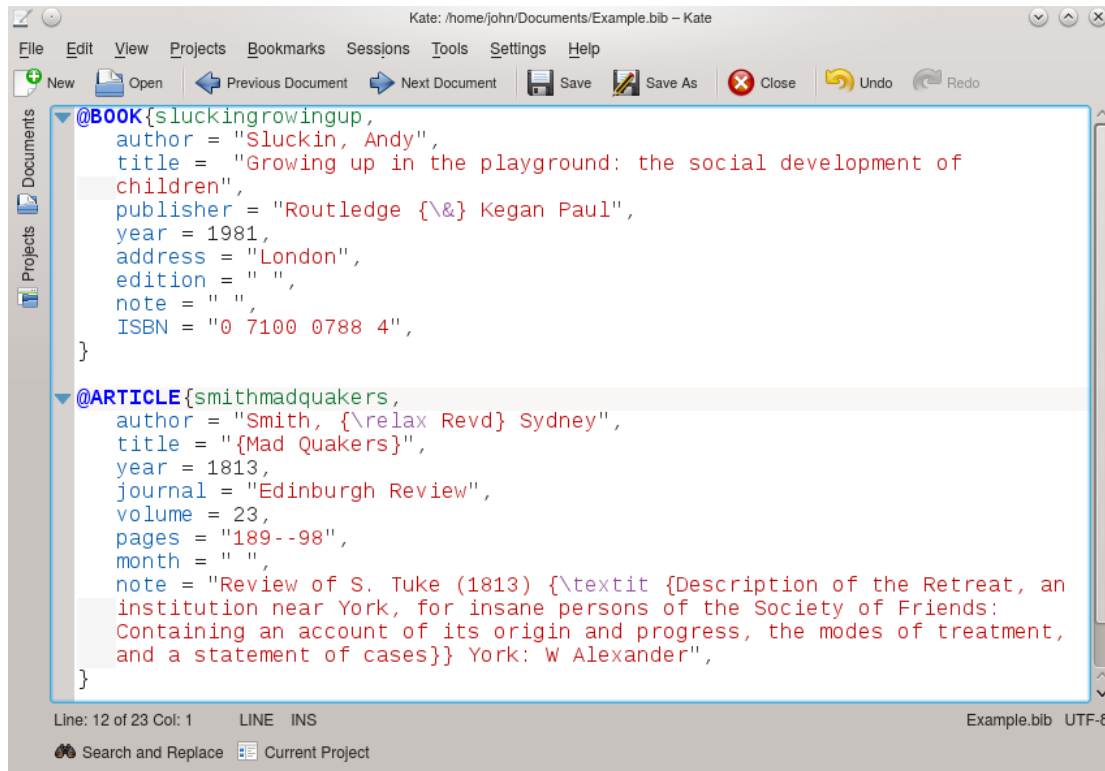 Kate: /home/john/Documents/Example.bib – Kate
File Edit View Projects Bookmarks Sessions Tools Settings Help
New Open Previous Document Next Document Save Save As Close Undo Redo
Documents
Projects
@BOOK{sluckingrowingup,
author = "Sluckin, Andy",
title =  "Growing up in the playground: the social development of
children",
publisher = "Routledge {\&} Kegan Paul",
year = 1981,
address = "London",
edition = " ",
note = " ",
ISBN = "0 7100 0788 4",
}
@ARTICLE{smithmadquakers,
author = "Smith, {\relax Revd} Sydney",
title = "{Mad Quakers}",
year = 1813,
journal = "Edinburgh Review",
volume = 23,
pages = "189--98",
month = " ",
note = "Review of S. Tuke (1813) {\textit {Description of the Retreat, an
institution near York, for insane persons of the Society of Friends:
Containing an account of its origin and progress, the modes of treatment,
and a statement of cases}} York: W Alexander",
}
Line: 12 of 23 Col: 1 LINE INS Example.bib UTF-8
Search and Replace Current Project